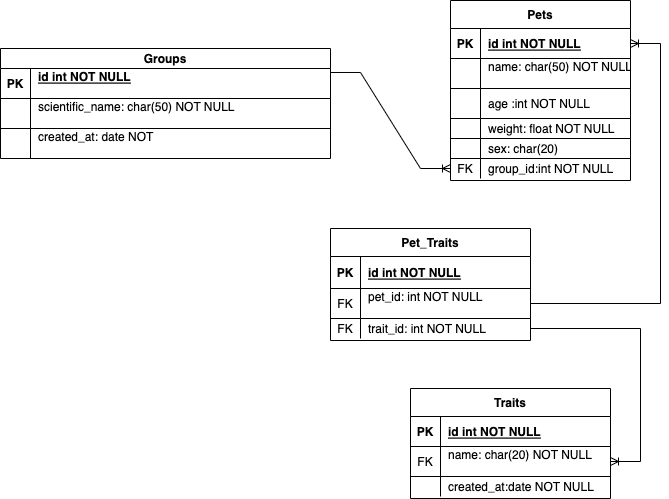 Pets
PK id int NOT NULL
name: char(50) NOT NULL
age :int NOT NULL
weight: float NOT NULL
sex: char(20)
FK group_id:int NOT NULL
Groups
PK id int NOT NULL
scientific_name: char(50) NOT NULL
created_at: date NOT
Pet_Traits
PK id int NOT NULL
FK pet_id: int NOT NULL
FK trait_id: int NOT NULL
Traits
PK id int NOT NULL
FK name: char(20) NOT NULL
created_at:date NOT NULL